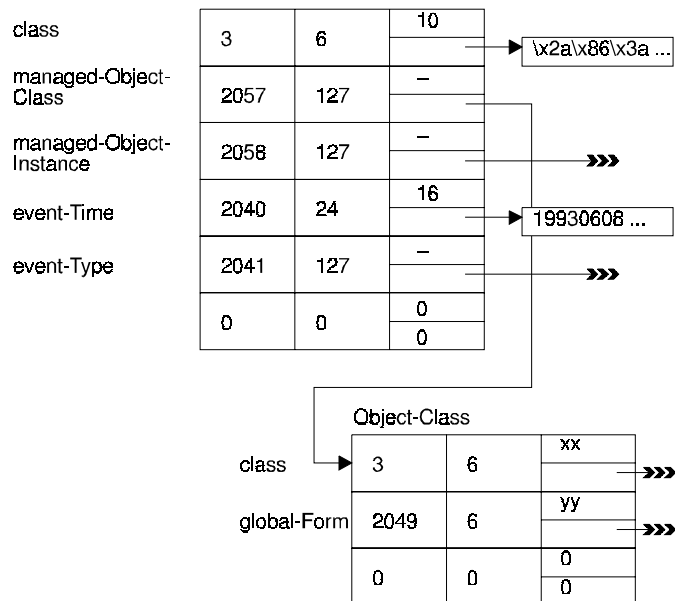 class 3 6 10
\x2a\x86\x3a ...
managed-Object-
Class 2057 127 –
managed-Object-
Instance 2058 127 –
event-Time 2040 24 16
19930608 ...
event-Type 2041 127 –
0 0 0
0
Object-Class
class 3 6 xx
global-Form 2049 6 yy
0 0 0
0